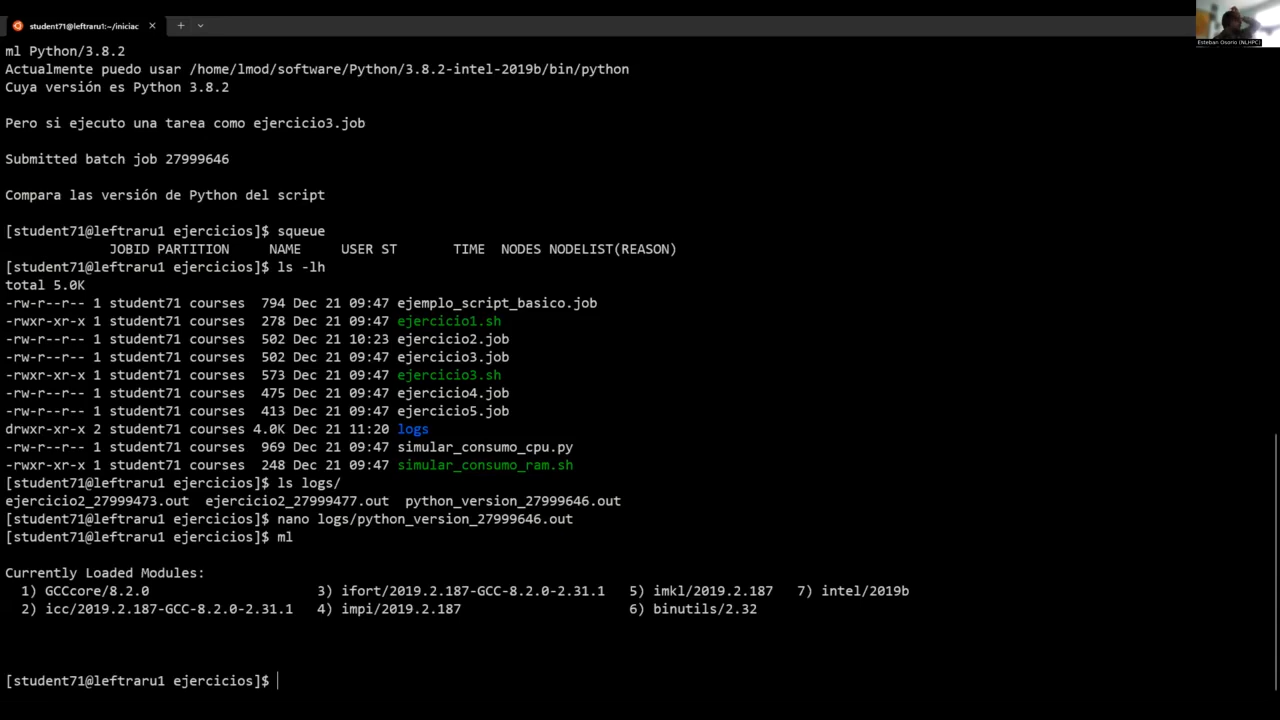 student71@leftraru1:~/iniciac
ml Python/3.8.2
Actualmente puedo usar /home/lmod/software/Python/3.8.2-intel-2019b/bin/python
Cuya versión es Python 3.8.2
Pero si ejecuto una tarea como ejercicio3.job
Submitted batch job 27999646
Compara las versión de Python del script
[student71@leftraru1 ejercicios]$ squeue
JOBID PARTITION NAME USER ST TIME NODES NODELIST(REASON)
[student71@leftraru1 ejercicios]$ ls -lh
total 5.0K
-rw-r--r-- 1 student71 courses 794 Dec 21 09:47 ejemplo_script_basico.job
-rwxr-xr-x 1 student71 courses 278 Dec 21 09:47 ejercicio1.sh
-rw-r--r-- 1 student71 courses 502 Dec 21 10:23 ejercicio2.job
-rw-r--r-- 1 student71 courses 502 Dec 21 09:47 ejercicio3.job
-rwxr-xr-x 1 student71 courses 573 Dec 21 09:47 ejercicio3.sh
-rw-r--r-- 1 student71 courses 475 Dec 21 09:47 ejercicio4.job
-rw-r--r-- 1 student71 courses 413 Dec 21 09:47 ejercicio5.job
drwxr-xr-x 2 student71 courses 4.0K Dec 21 11:20 logs
-rw-r--r-- 1 student71 courses 969 Dec 21 09:47 simular_consumo_cpu.py
-rwxr-xr-x 1 student71 courses 248 Dec 21 09:47 simular_consumo_ram.sh
[student71@leftraru1 ejercicios]$ ls logs/
ejercicio2_27999473.out ejercicio2_27999477.out python_version_27999646.out
[student71@leftraru1 ejercicios]$ nano logs/python_version_27999646.out
[student71@leftraru1 ejercicios]$ ml
Currently Loaded Modules:
1) GCCcore/8.2.0 3) ifort/2019.2.187-GCC-8.2.0-2.31.1 5) imkl/2019.2.187 7) intel/2019b
2) icc/2019.2.187-GCC-8.2.0-2.31.1 4) impi/2019.2.187 6) binutils/2.32
[student71@leftraru1 ejercicios]$
Esteban Osorio (NLHPC)